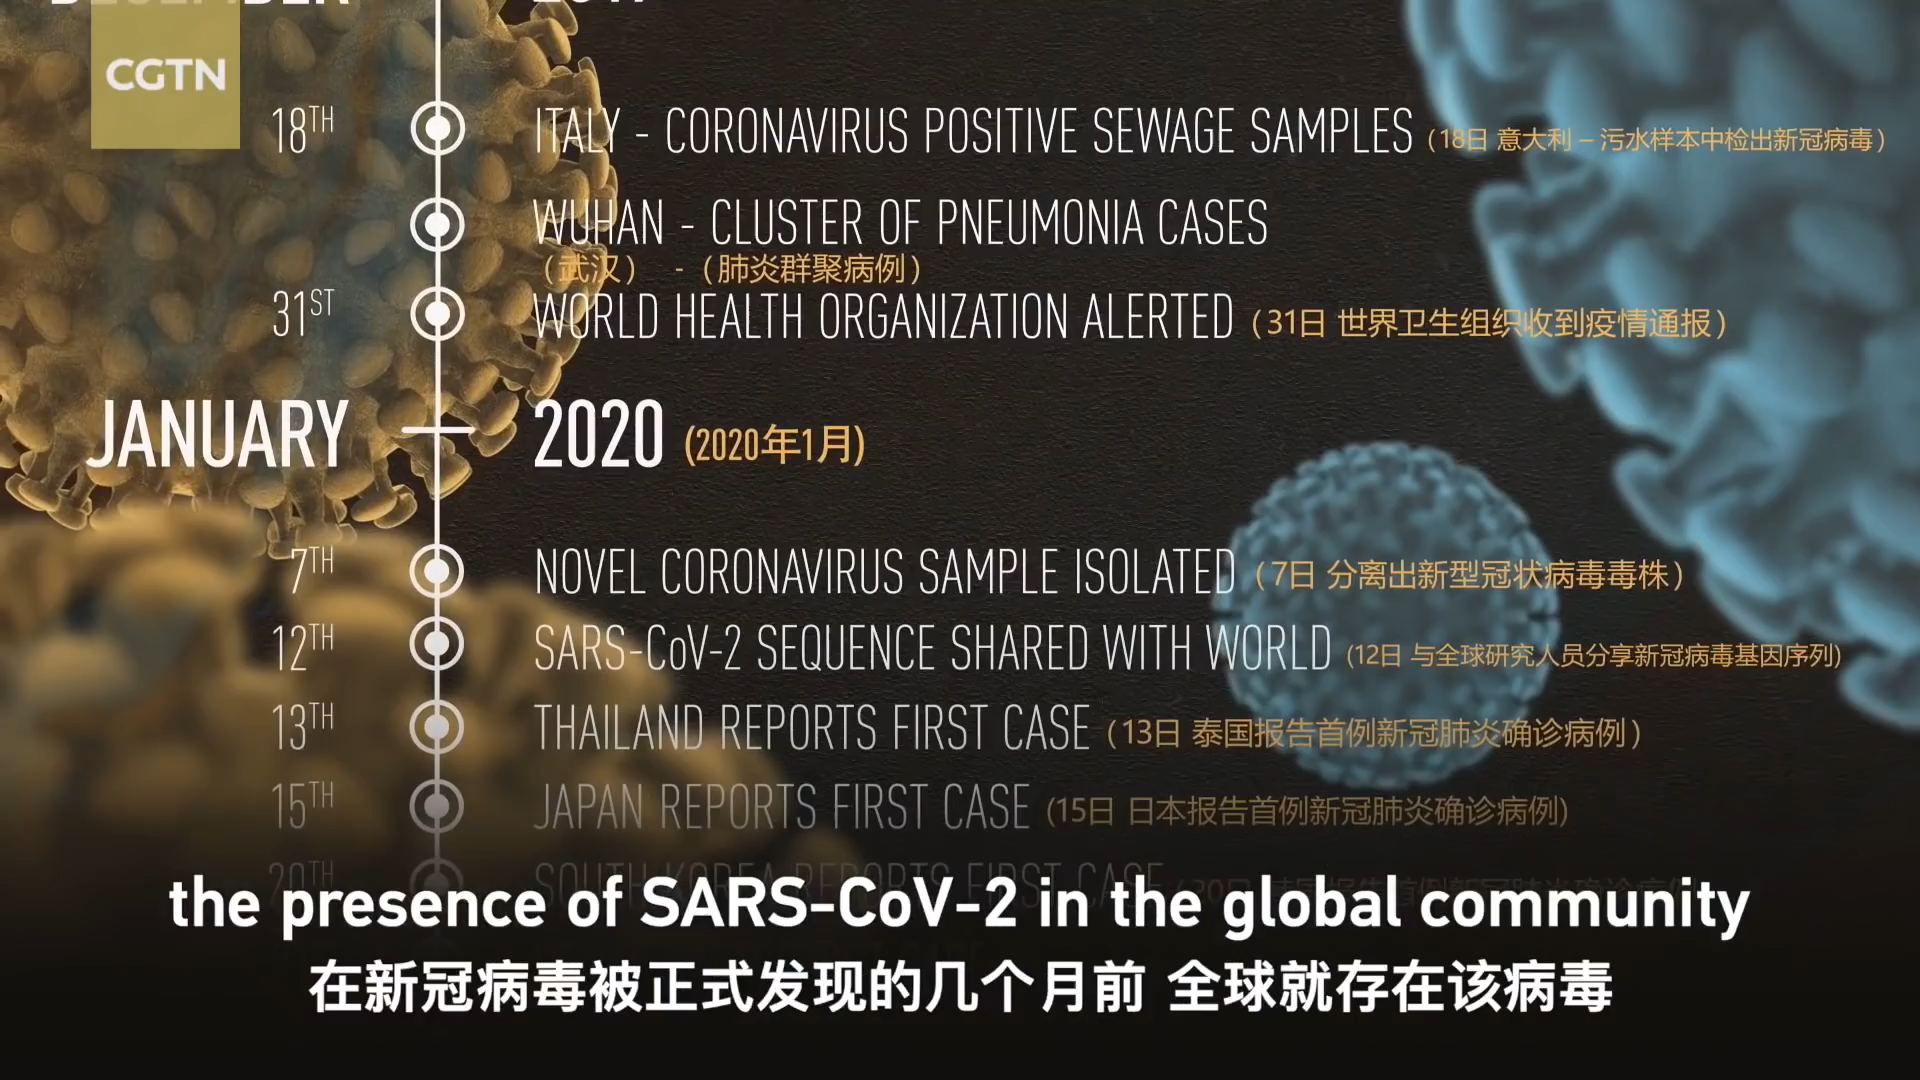 CGTN
18TH ITALY - CORONAVIRUS POSITIVE SEWAGE SAMPLES (18日 意大利 – 污水样本中检出新冠病毒)
WUHAN - CLUSTER OF PNEUMONIA CASES
(武汉) - (肺炎群聚病例)
31ST WORLD HEALTH ORGANIZATION ALERTED (31日 世界卫生组织收到疫情通报)
JANUARY 2020 (2020年1月)
7TH NOVEL CORONAVIRUS SAMPLE ISOLATED (7日 分离出新型冠状病毒毒株)
12TH SARS-CoV-2 SEQUENCE SHARED WITH WORLD (12日 与全球研究人员分享新冠病毒基因序列)
13TH THAILAND REPORTS FIRST CASE (13日 泰国报告首例新冠肺炎确诊病例)
15TH JAPAN REPORTS FIRST CASE (15日 日本报告首例新冠肺炎确诊病例)
20TH SOUTH KOREA REPORTS FIRST CASE
the presence of SARS-CoV-2 in the global community
在新冠病毒被正式发现的几个月前 全球就存在该病毒